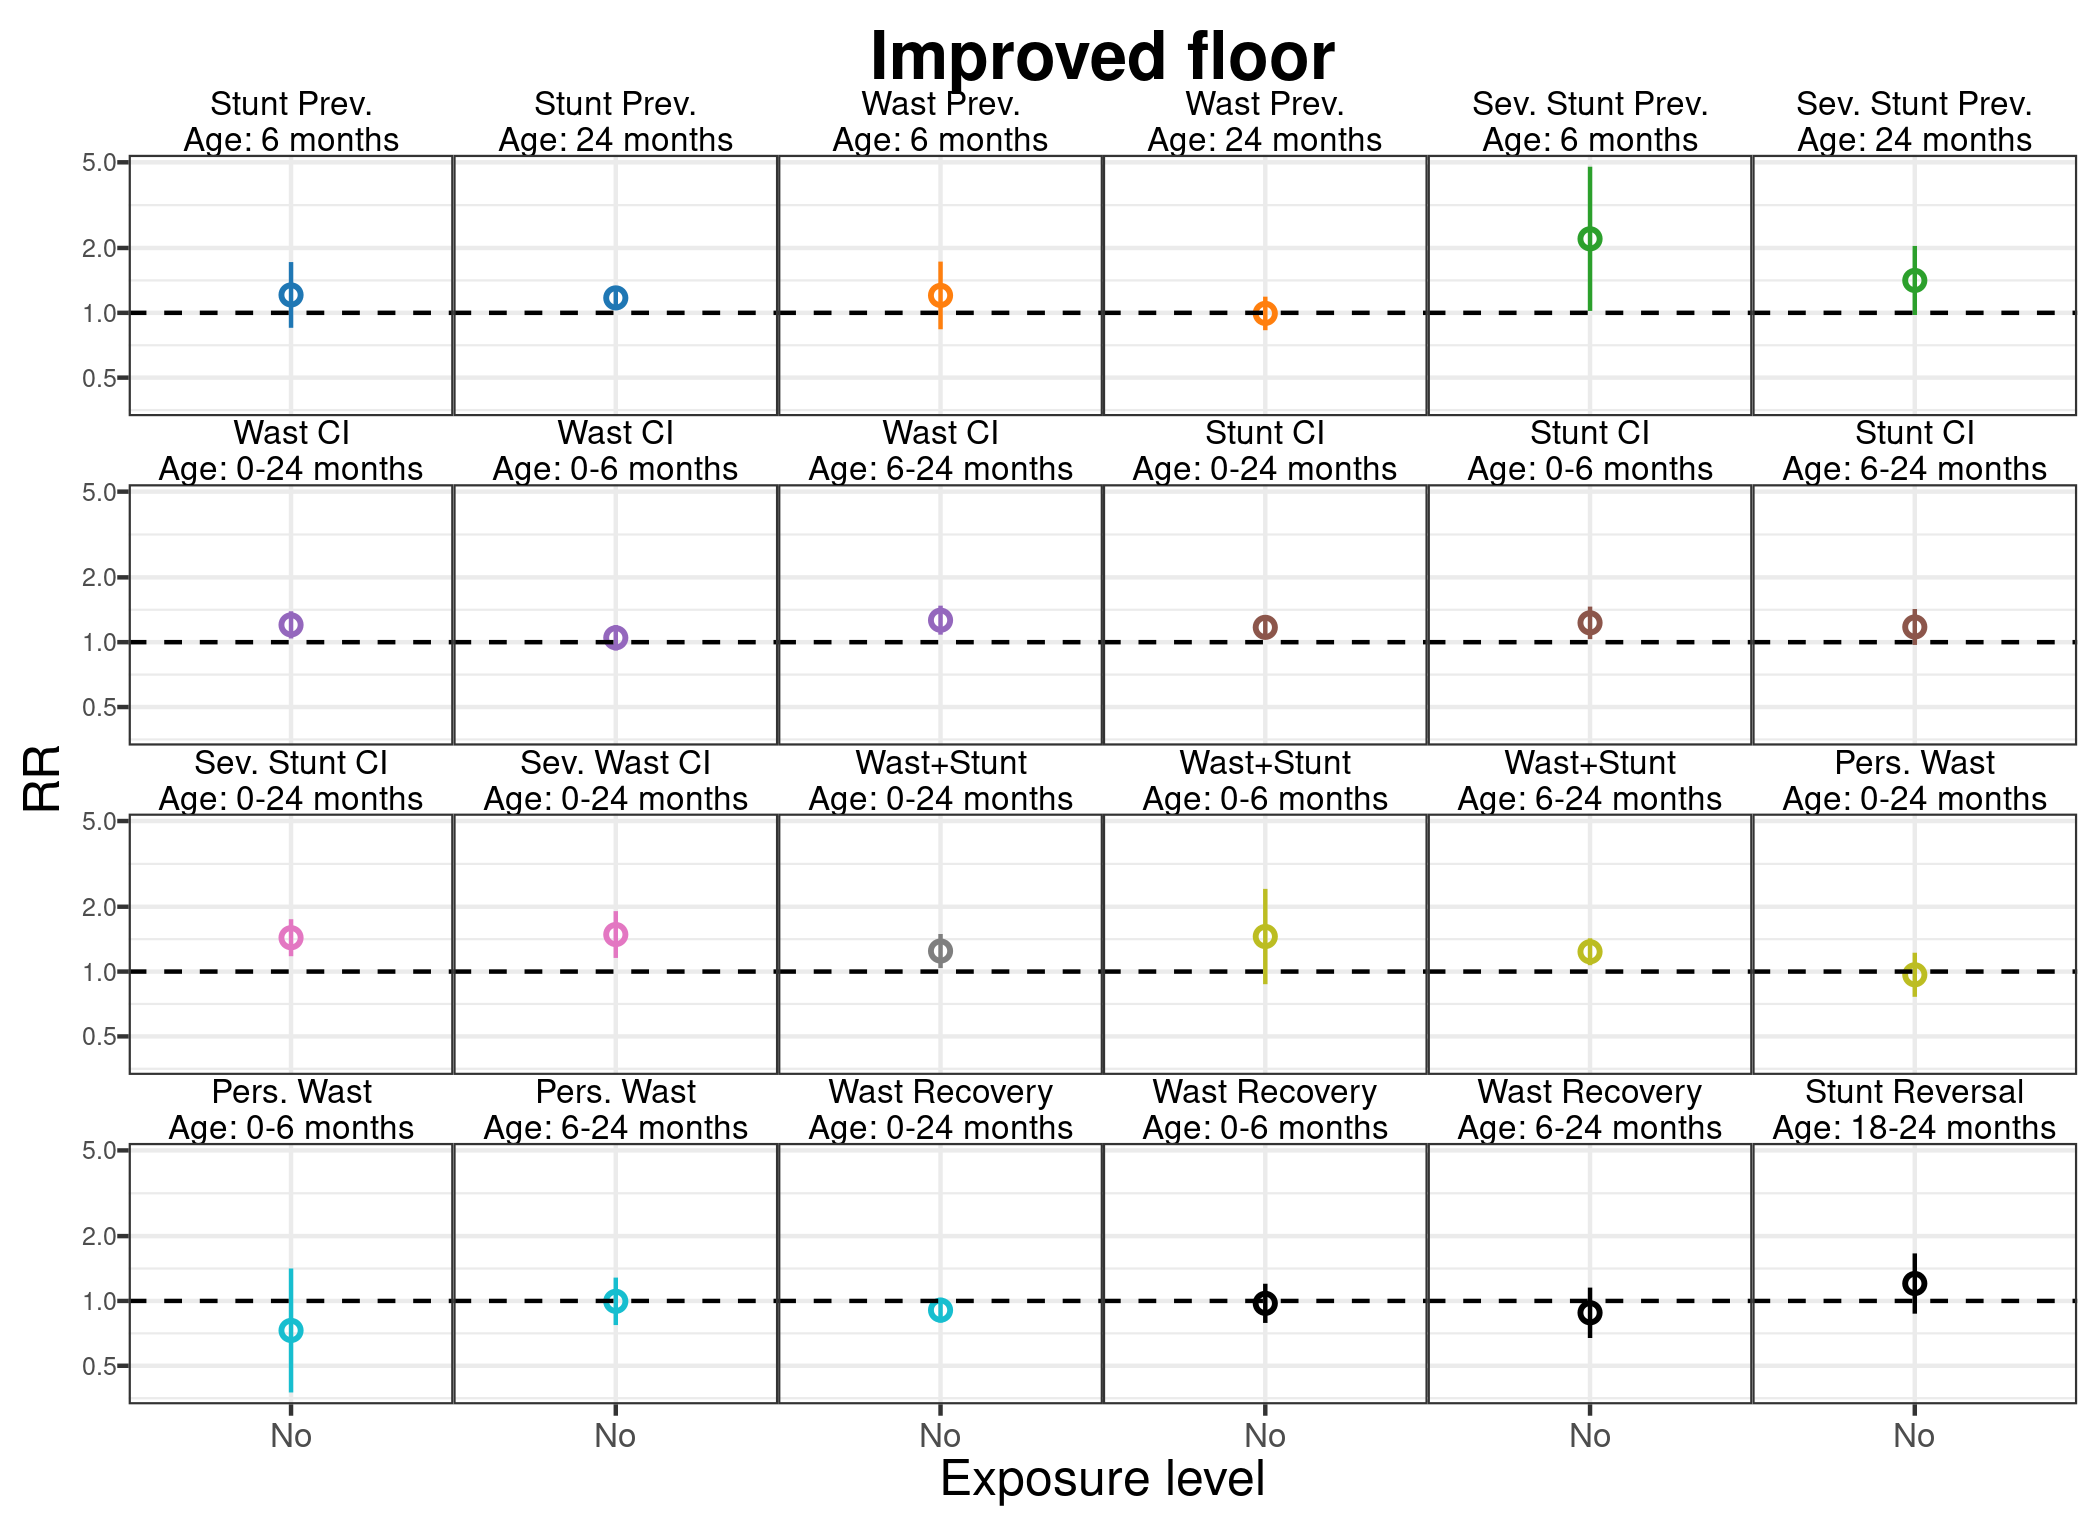 Improved floor
Stunt Prev. Stunt Prev. Wast Prev. Wast Prev. Sev. Stunt Prev. Sev. Stunt Prev.
Age: 6 months Age: 24 months Age: 6 months Age: 24 months Age: 6 months Age: 24 months
5.0
2.0
1.0
0.5
Wast CI Wast CI Wast CI Stunt CI Stunt CI Stunt CI
Age: 0-24 months Age: 0-6 months Age: 6-24 months Age: 0-24 months Age: 0-6 months Age: 6-24 months
5.0
2.0
1.0
0.5
RR
Sev. Stunt CI Sev. Wast CI Wast+Stunt Wast+Stunt Wast+Stunt Pers. Wast
Age: 0-24 months Age: 0-24 months Age: 0-24 months Age: 0-6 months Age: 6-24 months Age: 0-24 months
5.0
2.0
1.0
0.5
Pers. Wast Pers. Wast Wast Recovery Wast Recovery Wast Recovery Stunt Reversal
Age: 0-6 months Age: 6-24 months Age: 0-24 months Age: 0-6 months Age: 6-24 months Age: 18-24 months
5.0
2.0
1.0
0.5
No No No No No No
Exposure level